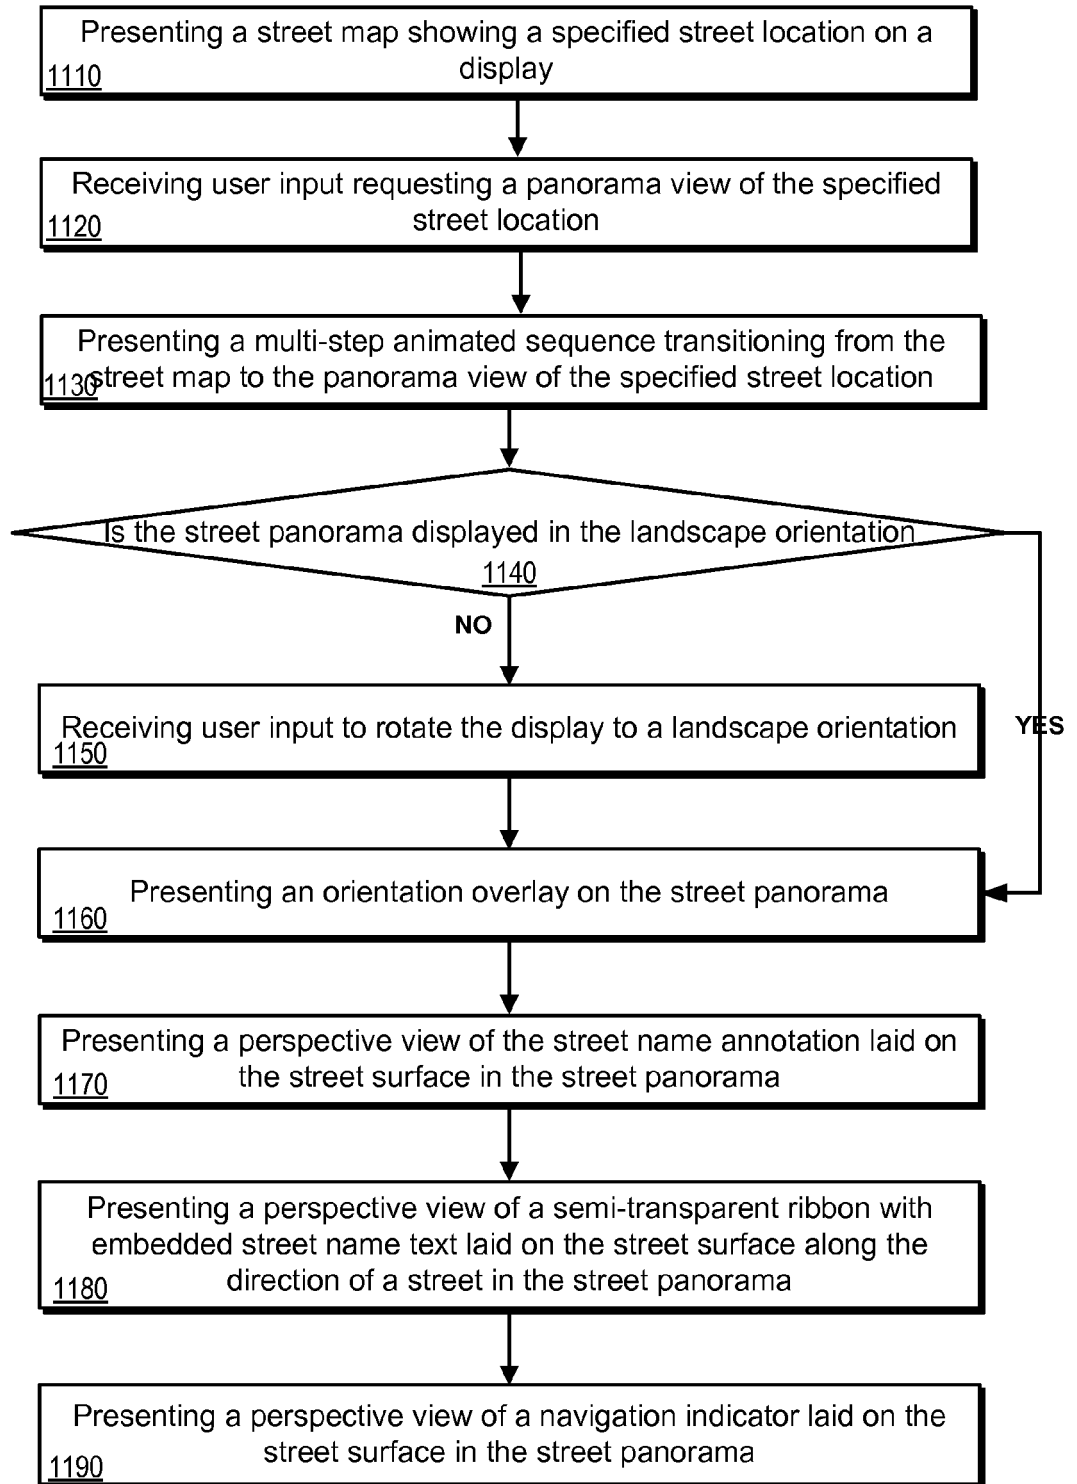 Presenting a street map showing a specified street location on a
display
1110
Receiving user input requesting a panorama view of the specified
street location
1120
Presenting a multi-step animated sequence transitioning from the
street map to the panorama view of the specified street location
1130
Is the street panorama displayed in the landscape orientation
1140
NO
YES
Receiving user input to rotate the display to a landscape orientation
1150
Presenting an orientation overlay on the street panorama
1160
Presenting a perspective view of the street name annotation laid on
the street surface in the street panorama
1170
Presenting a perspective view of a semi-transparent ribbon with
embedded street name text laid on the street surface along the
direction of a street in the street panorama
1180
Presenting a perspective view of a navigation indicator laid on the
street surface in the street panorama
1190